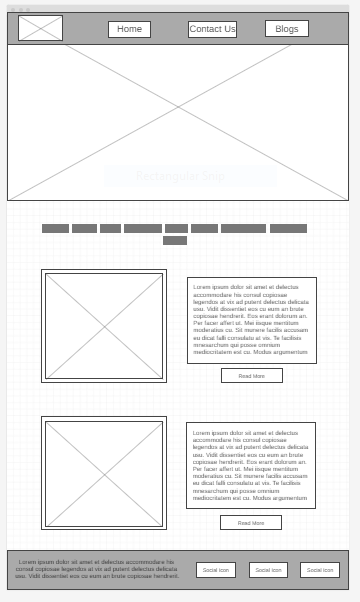 Home
Contact Us
Blogs
Rectangular Snip
Lorem ipsum dolor sit amet et delectus
accommodare his consul copiosae
legendos at vix ad putent delectus delicata
usu. Vidit dissentiet eos cu eum an brute
copiosae hendrerit. Eos erant dolorum an.
Per facer affert ut. Mei iisque mentitum
moderatius cu. Sit munere facilis accusam
eu dicat falli consulatu at vis. Te facilisis
mnesarchum qui posse omnium
mediocritatem est cu. Modus argumentum
Read More
Lorem ipsum dolor sit amet et delectus
accommodare his consul copiosae
legendos at vix ad putent delectus delicata
usu. Vidit dissentiet eos cu eum an brute
copiosae hendrerit. Eos erant dolorum an.
Per facer affert ut. Mei iisque mentitum
moderatius cu. Sit munere facilis accusam
eu dicat falli consulatu at vis. Te facilisis
mnesarchum qui posse omnium
mediocritatem est cu. Modus argumentum
Read More
Lorem ipsum dolor sit amet et delectus accommodare his
consul copiosae legendos at vix ad putent delectus delicata
usu. Vidit dissentiet eos cu eum an brute copiosae hendrerit.
Social icon
Social icon
Social icon